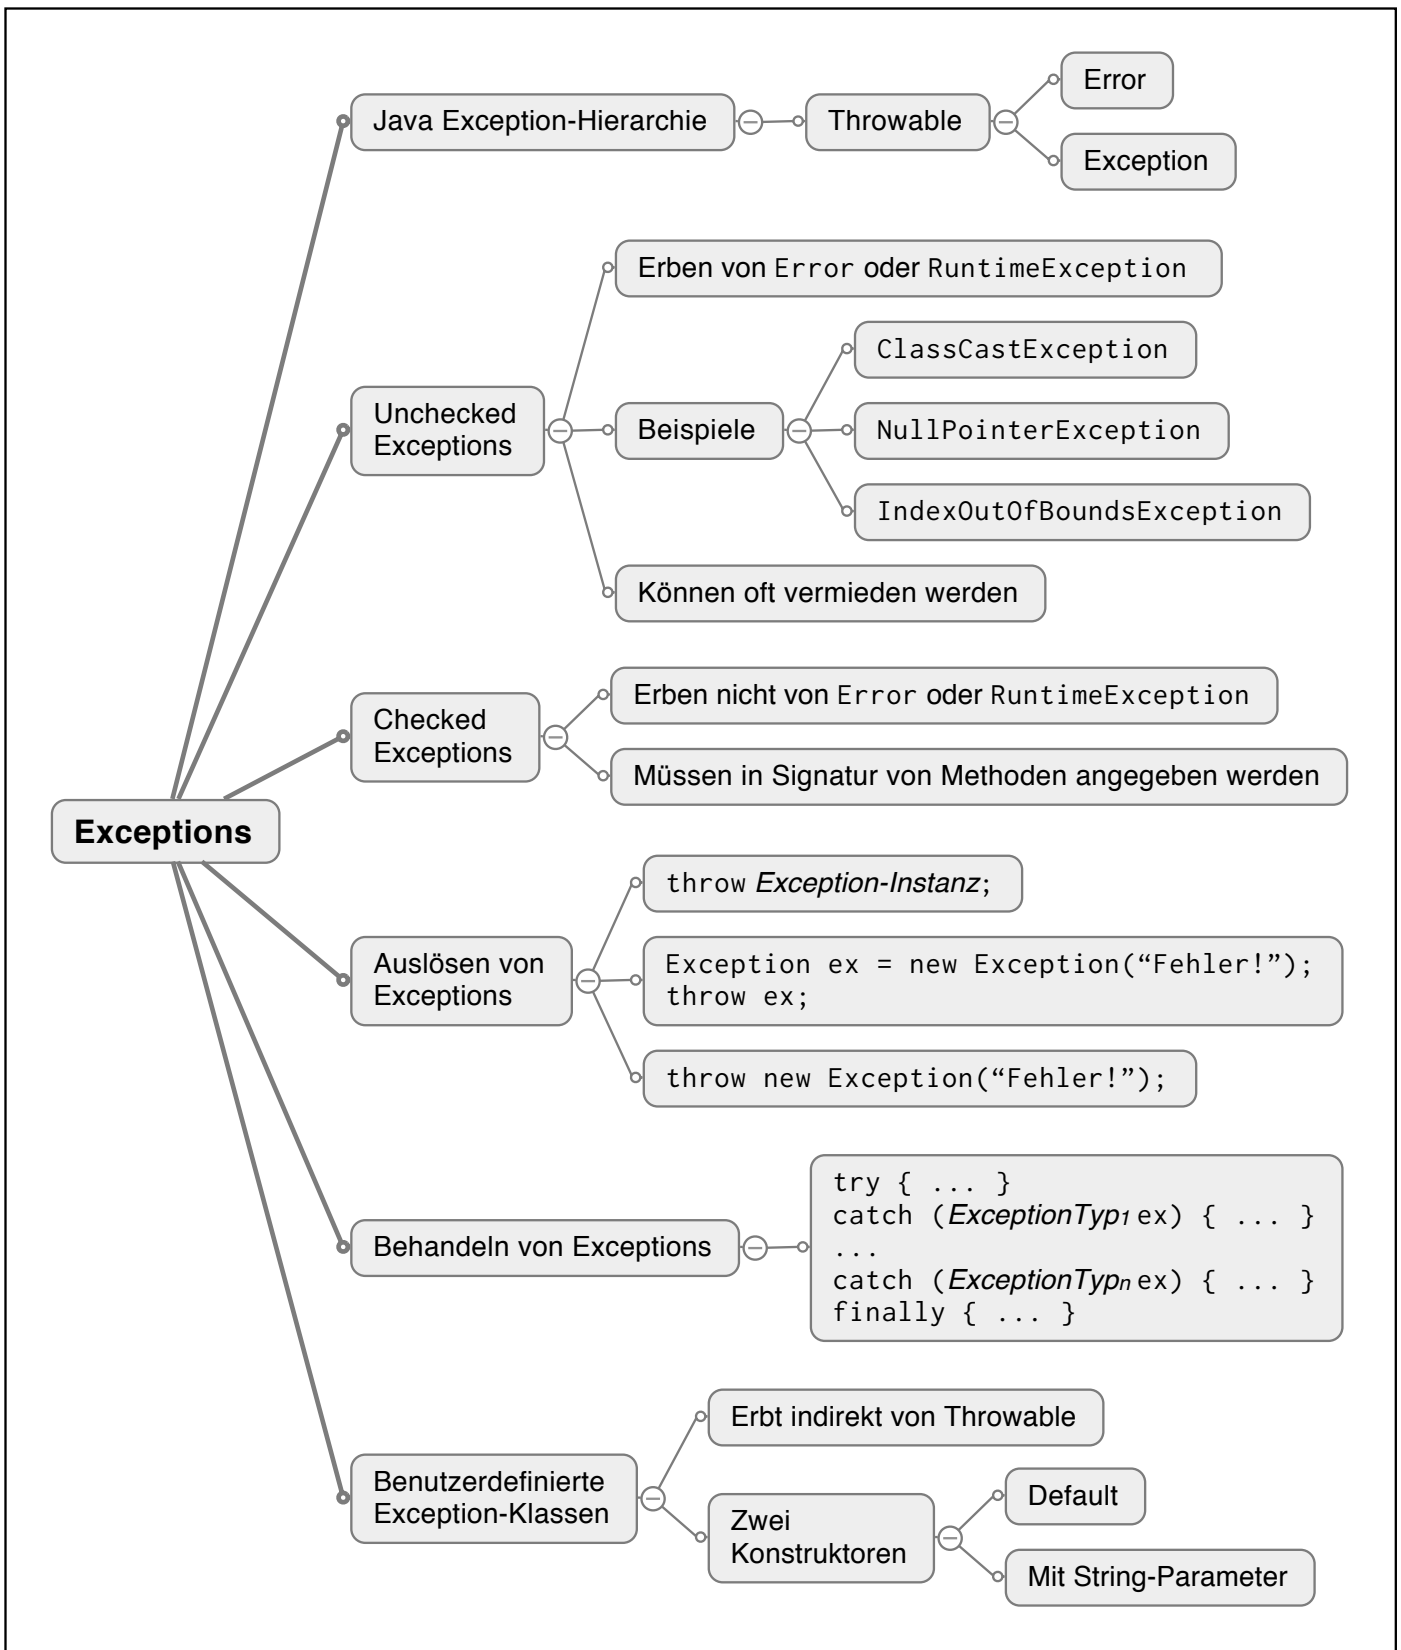 Exceptions
Java Exception-Hierarchie
Throwable
Error
Exception
Unchecked
Exceptions
Erben von Error oder RuntimeException
Beispiele
ClassCastException
NullPointerException
IndexOutOfBoundsException
Können oft vermieden werden
Checked
Exceptions
Erben nicht von Error oder RuntimeException
Müssen in Signatur von Methoden angegeben werden
Auslösen von
Exceptions
throw Exception-Instanz;
Exception ex = new Exception(“Fehler!”);
throw ex;
throw new Exception(“Fehler!”);
Behandeln von Exceptions
try { ... }
catch (ExceptionTyp₁ ex) { ... }
...
catch (ExceptionTypₙ ex) { ... }
finally { ... }
Benutzerdefinierte
Exception-Klassen
Erbt indirekt von Throwable
Zwei
Konstruktoren
Default
Mit String-Parameter